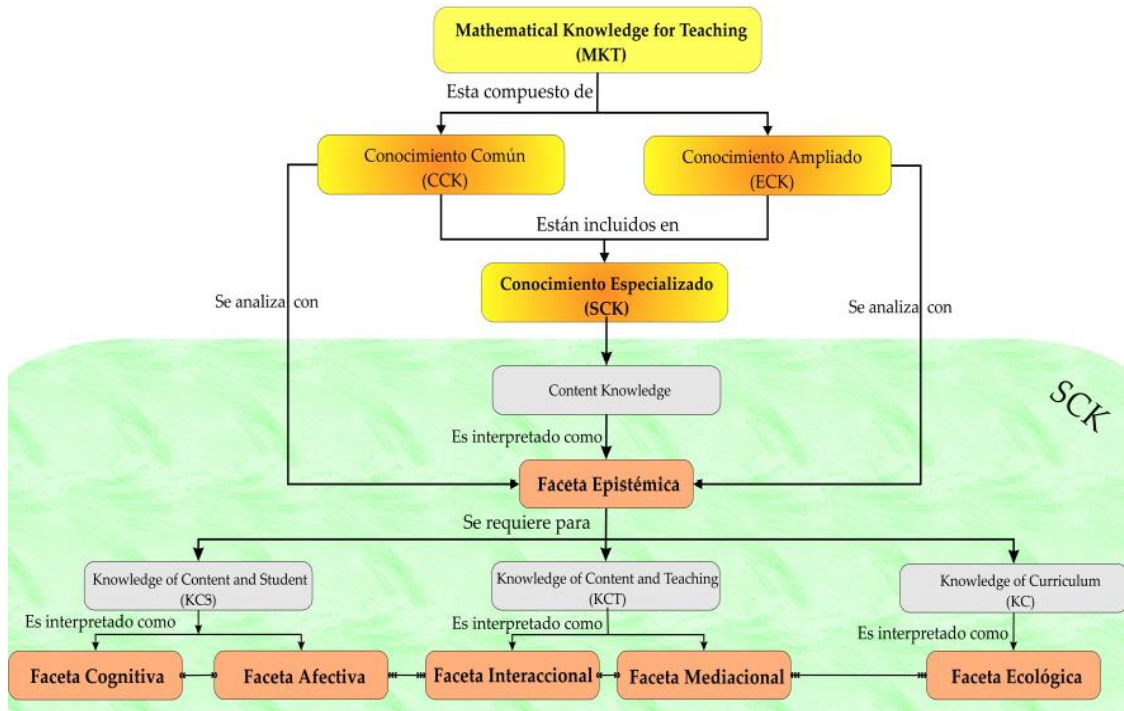 Mathematical Knowledge for Teaching
(MKT)
Esta compuesto de
Conocimiento Común
(CCK)
Conocimiento Ampliado
(ECK)
Están incluidos en
Conocimiento Especializado
(SCK)
Se analiza con
Se analiza con
SCK
Content Knowledge
Es interpretado como
Faceta Epistémica
Se requiere para
Knowledge of Content and Student
(KCS)
Knowledge of Content and Teaching
(KCT)
Knowledge of Curriculum
(KC)
Es interpretado como
Es interpretado como
Es interpretado como
Faceta Cognitiva
Faceta Afectiva
Faceta Interaccional
Faceta Mediacional
Faceta Ecológica